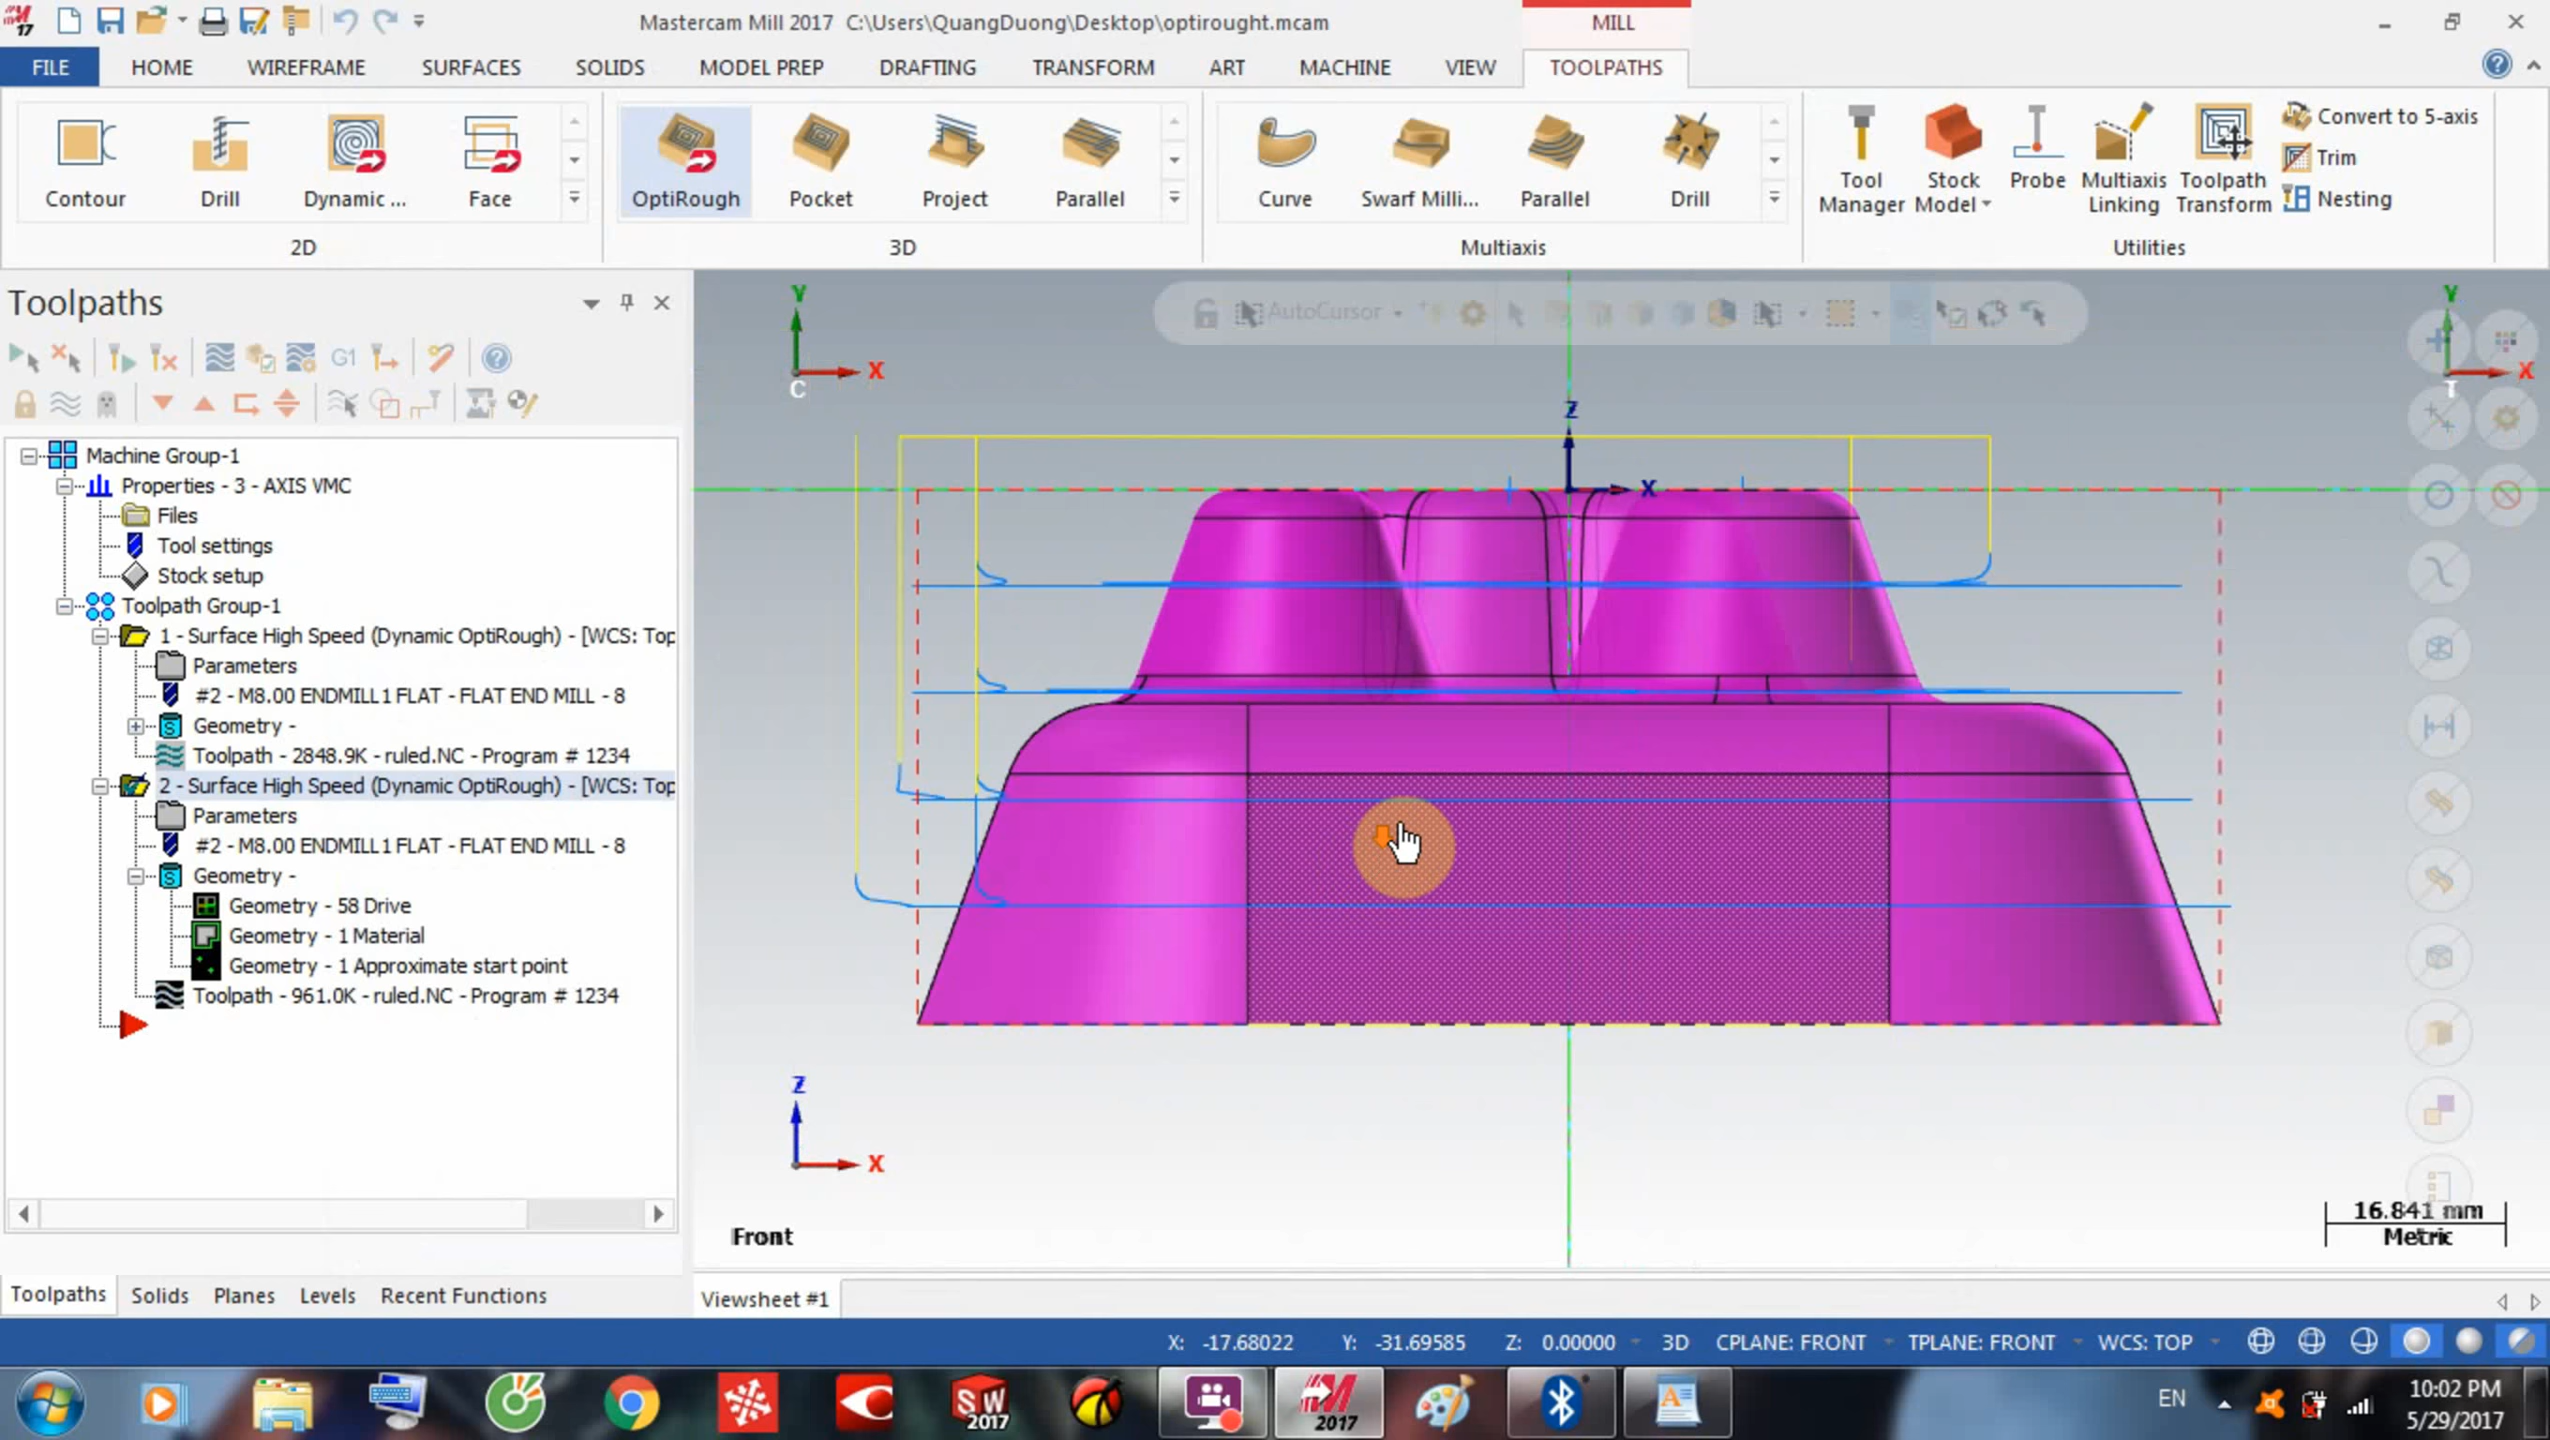 17
Mastercam Mill 2017 C:\Users\QuangDuong\Desktop\optirought.mcam
MILL
FILE
HOME
WIREFRAME
SURFACES
SOLIDS
MODEL PREP
DRAFTING
TRANSFORM
ART
MACHINE
VIEW
TOOLPATHS
Contour
Drill
Dynamic ...
Face
2D
OptiRough
Pocket
Project
Parallel
3D
Curve
Swarf Milli...
Parallel
Drill
Multiaxis
Tool
Manager
Stock
Model
Probe
Multiaxis
Linking
Toolpath
Transform
Convert to 5-axis
Trim
Nesting
Utilities
Toolpaths
G1
Machine Group-1
Properties - 3 - AXIS VMC
Files
Tool settings
Stock setup
Toolpath Group-1
1 - Surface High Speed (Dynamic OptiRough) - [WCS: Top
Parameters
#2 - M8.00 ENDMILL1 FLAT - FLAT END MILL - 8
Geometry -
Toolpath - 2848.9K - ruled.NC - Program # 1234
2 - Surface High Speed (Dynamic OptiRough) - [WCS: Top
Parameters
#2 - M8.00 ENDMILL1 FLAT - FLAT END MILL - 8
Geometry -
Geometry - 58 Drive
Geometry - 1 Material
Geometry - 1 Approximate start point
Toolpath - 961.0K - ruled.NC - Program # 1234
Toolpaths
Solids
Planes
Levels
Recent Functions
AutoCursor
Y
X
C
Y
X
T
Z
X
Z
X
Front
16.841 mm
Metric
Viewsheet #1
X: -17.68022
Y: -31.69585
Z: 0.00000
3D
CPLANE: FRONT
TPLANE: FRONT
WCS: TOP
SW
2017
2017
EN
10:02 PM
5/29/2017